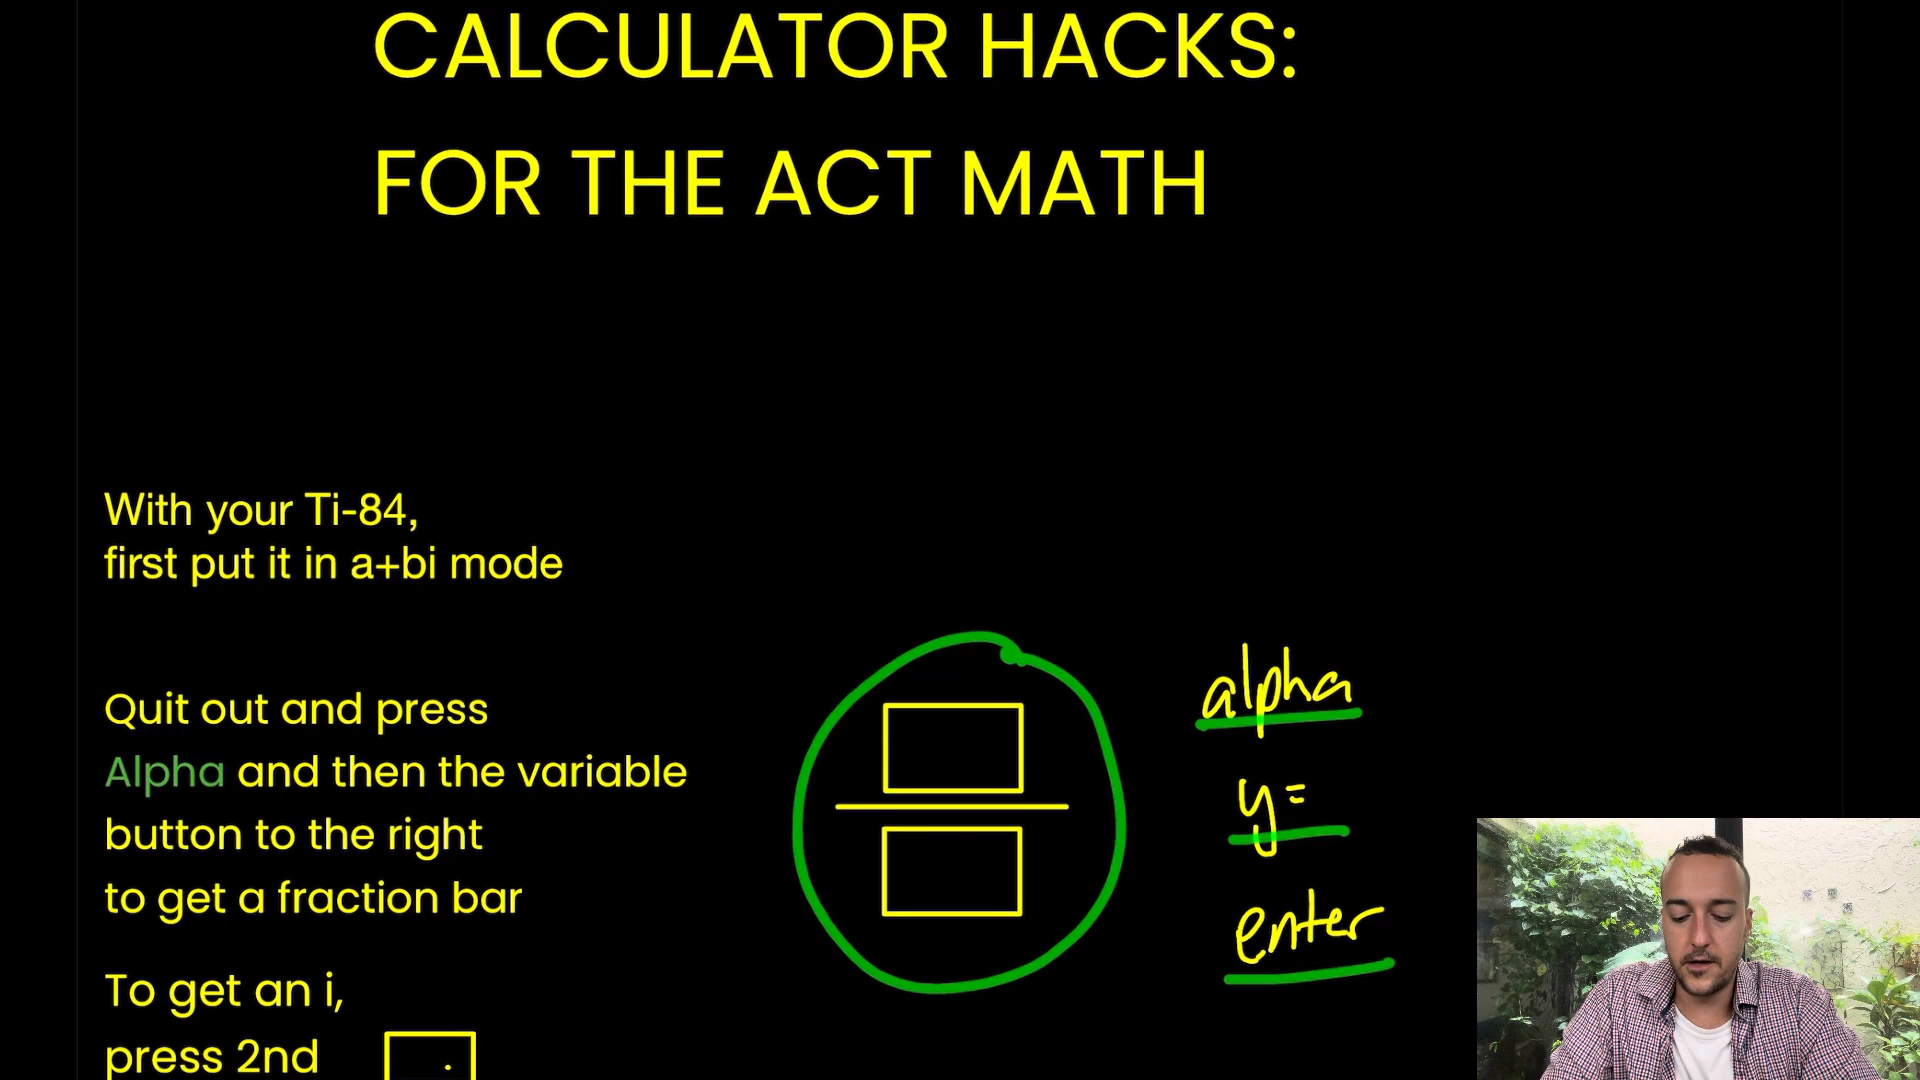 CALCULATOR HACKS:
FOR THE ACT MATH
With your Ti-84,
first put it in a+bi mode
Quit out and press
Alpha and then the variable
button to the right
to get a fraction bar
alpha
y=
enter
To get an i,
press 2nd